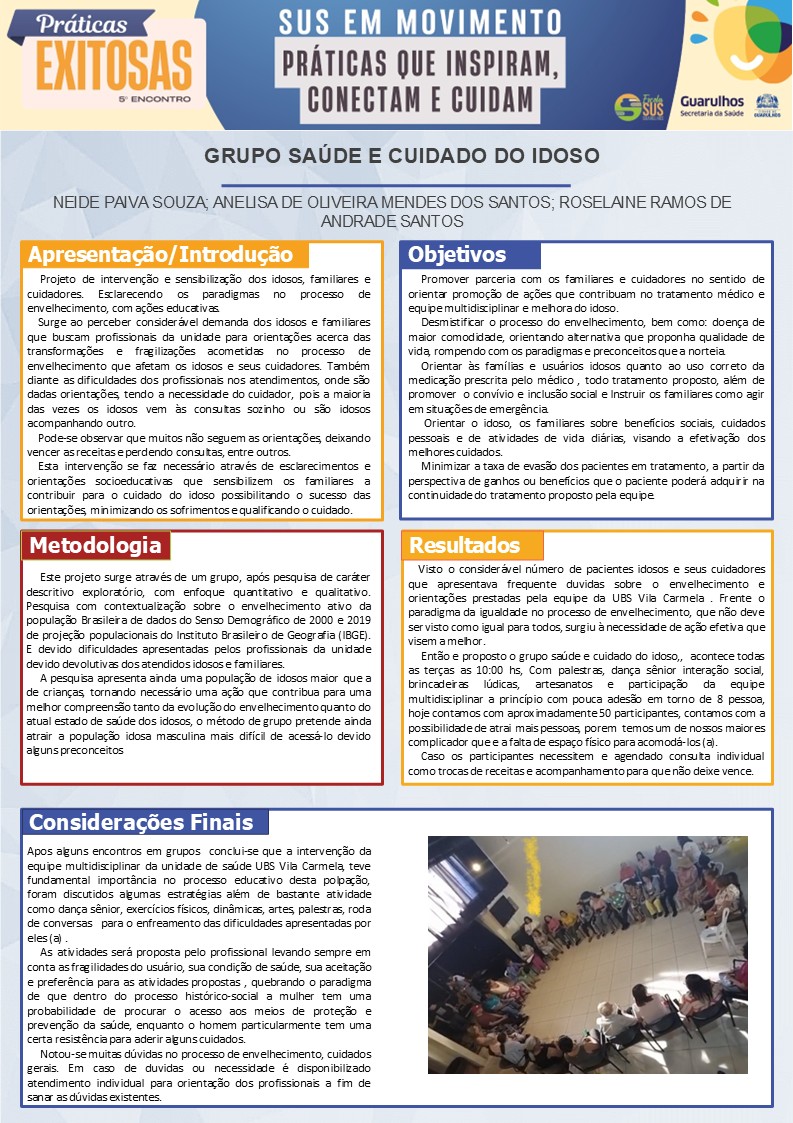 Práticas
EXITOSAS
5º ENCONTRO
SUS EM MOVIMENTO
PRÁTICAS QUE INSPIRAM,
CONECTAM E CUIDAM
Escola
SUS
Guarulhos
Secretaria da Saúde
GUARULHOS
GRUPO SAÚDE E CUIDADO DO IDOSO
NEIDE PAIVA SOUZA; ANELISA DE OLIVEIRA MENDES DOS SANTOS; ROSELAINE RAMOS DE
ANDRADE SANTOS
Apresentação/Introdução
Projeto de intervenção e sensibilização dos idosos, familiares e
cuidadores. Esclarecendo os paradigmas no processo de
envelhecimento, com ações educativas.
Surge ao perceber considerável demanda dos idosos e familiares
que buscam profissionais da unidade para orientações acerca das
transformações e fragilizações acometidas no processo de
envelhecimento que afetam os idosos e seus cuidadores. Também
diante as dificuldades dos profissionais nos atendimentos, onde são
dadas orientações, tendo a necessidade do cuidador, pois a maioria
das vezes os idosos vem às consultas sozinho ou são idosos
acompanhando outro.
Pode-se observar que muitos não seguem as orientações, deixando
vencer as receitas e perdendo consultas, entre outros.
Esta intervenção se faz necessário através de esclarecimentos e
orientações socioeducativas que sensibilizem os familiares a
contribuir para o cuidado do idoso possibilitando o sucesso das
orientações, minimizando os sofrimentos e qualificando o cuidado.
Objetivos
Promover parceria com os familiares e cuidadores no sentido de
orientar promoção de ações que contribuam no tratamento médico e
equipe multidisciplinar e melhora do idoso.
Desmistificar o processo do envelhecimento, bem como: doença de
maior comodidade, orientando alternativa que proponha qualidade de
vida, rompendo com os paradigmas e preconceitos que a norteia.
Orientar às famílias e usuários idosos quanto ao uso correto da
medicação prescrita pelo médico , todo tratamento proposto, além de
promover o convívio e inclusão social e Instruir os familiares como agir
em situações de emergência.
Orientar o idoso, os familiares sobre benefícios sociais, cuidados
pessoais e de atividades de vida diárias, visando a efetivação dos
melhores cuidados.
Minimizar a taxa de evasão dos pacientes em tratamento, a partir da
perspectiva de ganhos ou benefícios que o paciente poderá adquirir na
continuidade do tratamento proposto pela equipe.
Metodologia
Este projeto surge através de um grupo, após pesquisa de caráter
descritivo exploratório, com enfoque quantitativo e qualitativo.
Pesquisa com contextualização sobre o envelhecimento ativo da
população Brasileira de dados do Senso Demográfico de 2000 e 2019
de projeção populacionais do Instituto Brasileiro de Geografia (IBGE).
E devido dificuldades apresentadas pelos profissionais da unidade
devido devolutivas dos atendidos idosos e familiares.
A pesquisa apresenta ainda uma população de idosos maior que a
de crianças, tornando necessário uma ação que contribua para uma
melhor compreensão tanto da evolução do envelhecimento quanto do
atual estado de saúde dos idosos, o método de grupo pretende ainda
atrair a população idosa masculina mais difícil de acessá-lo devido
alguns preconceitos
Resultados
Visto o considerável número de pacientes idosos e seus cuidadores
que apresentava frequente duvidas sobre o envelhecimento e
orientações prestadas pela equipe da UBS Vila Carmela . Frente o
paradigma da igualdade no processo de envelhecimento, que não deve
ser visto como igual para todos, surgiu à necessidade de ação efetiva que
visem a melhor.
Então e proposto o grupo saúde e cuidado do idoso,, acontece todas
as terças as 10:00 hs, Com palestras, dança sênior interação social,
brincadeiras lúdicas, artesanatos e participação da equipe
multidisciplinar a princípio com pouca adesão em torno de 8 pessoa,
hoje contamos com aproximadamente 50 participantes, contamos com a
possibilidade de atrai mais pessoas, porem temos um de nossos maiores
complicador que e a falta de espaço físico para acomodá-los (a).
Caso os participantes necessitem e agendado consulta individual
como trocas de receitas e acompanhamento para que não deixe vence.
Considerações Finais
Apos alguns encontros em grupos conclui-se que a intervenção da
equipe multidisciplinar da unidade de saúde UBS Vila Carmela, teve
fundamental importância no processo educativo desta polpação,
foram discutidos algumas estratégias além de bastante atividade
como dança sênior, exercícios físicos, dinâmicas, artes, palestras, roda
de conversas para o enfreamento das dificuldades apresentadas por
eles (a) .
As atividades será proposta pelo profissional levando sempre em
conta as fragilidades do usuário, sua condição de saúde, sua aceitação
e preferência para as atividades propostas , quebrando o paradigma
de que dentro do processo histórico-social a mulher tem uma
probabilidade de procurar o acesso aos meios de proteção e
prevenção da saúde, enquanto o homem particularmente tem uma
certa resistência para aderir alguns cuidados.
Notou-se muitas dúvidas no processo de envelhecimento, cuidados
gerais. Em caso de duvidas ou necessidade é disponibilizado
atendimento individual para orientação dos profissionais a fim de
sanar as dúvidas existentes.